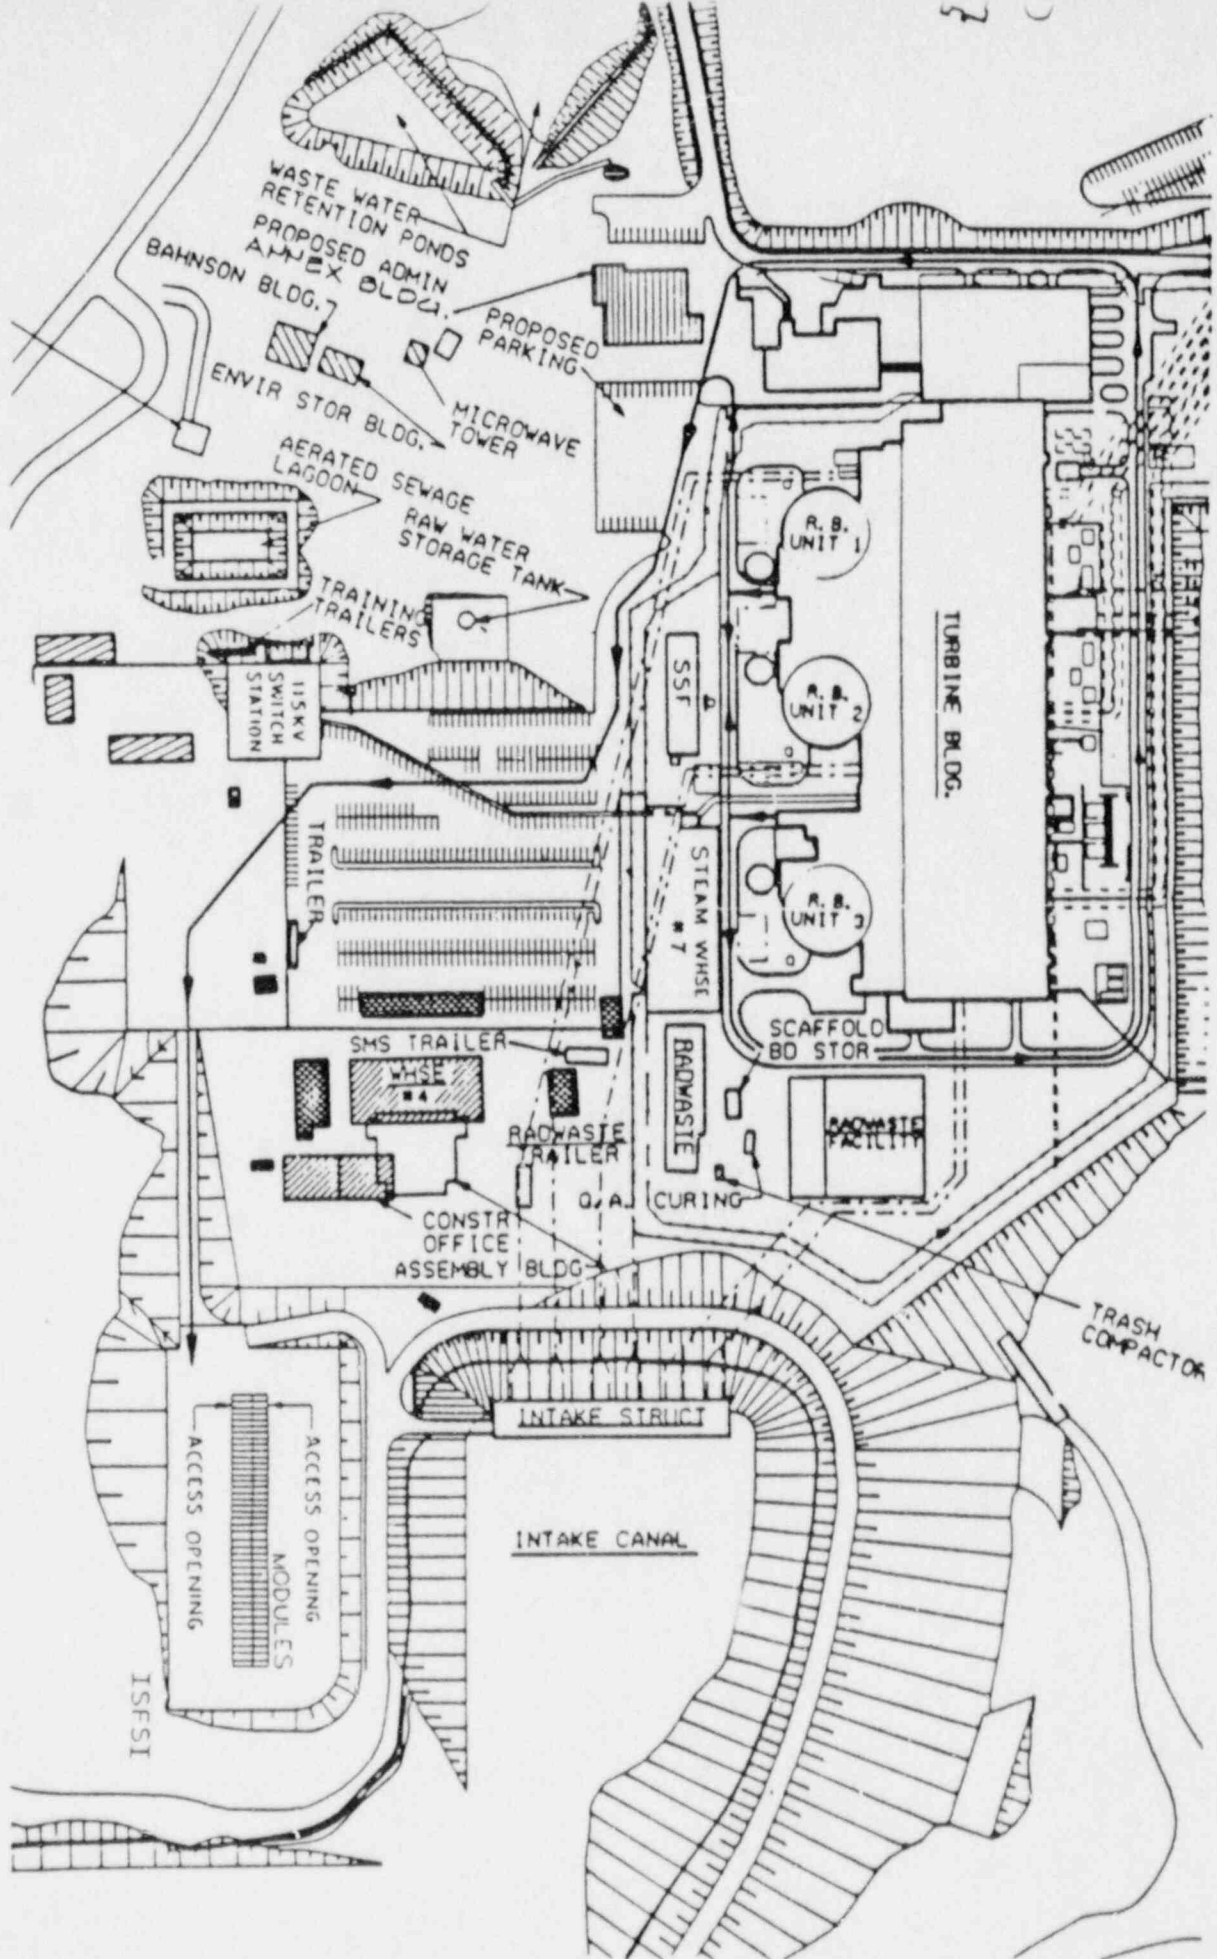 WASTE WATER
RETENTION PONDS
PROPOSED ADMIN
ANNEX BLDG.
BAHNSON BLDG.
PROPOSED
PARKING
ENVIR STOR BLDG.
MICROWAVE
TOWER
AERATED SEWAGE
LAGOON
RAW WATER
STORAGE TANK
TRAINING
TRAILERS
115KV
SWITCH
STATION
R. B.
UNIT 1
R. B.
UNIT 2
R. B.
UNIT 3
TURBINE BLDG.
SSF
STEAM WHSE
#7
TRAILER
SCAFFOLD
BD STOR
SMS TRAILER
WHSE
#4
RADWASTE
RADWASTE
FACILITY
RADWASTE
TRAILER
Q. A. CURING
CONSTR
OFFICE
ASSEMBLY BLDG
TRASH
COMPACTOR
INTAKE STRUCT
INTAKE CANAL
ACCESS OPENING
MODULES
ACCESS OPENING
ISFSI